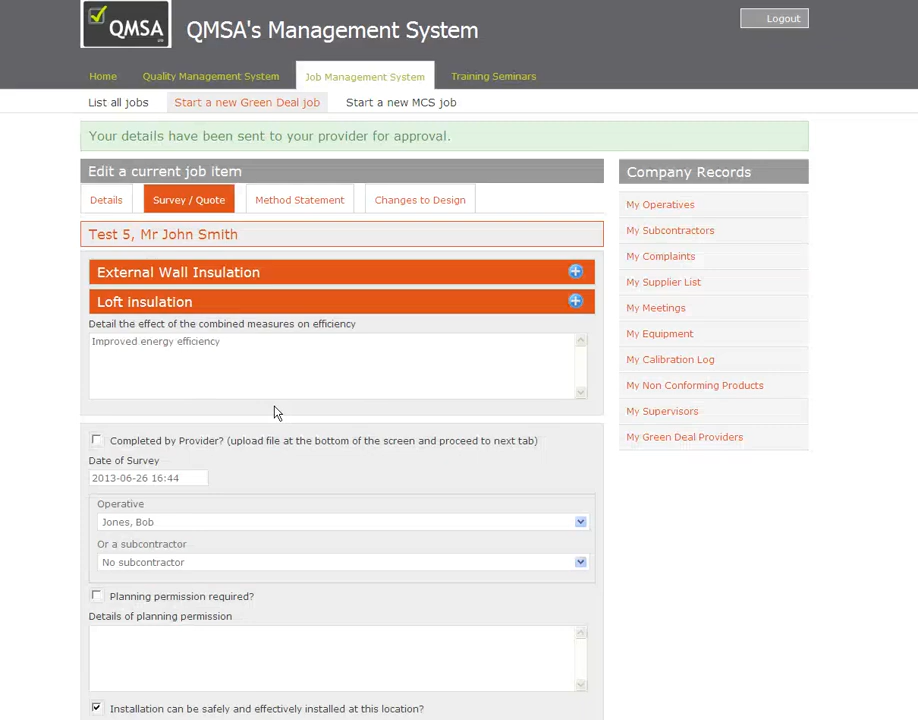 QMSA
QMSA's Management System
Logout
Home Quality Management System Job Management System Training Seminars
List all jobs Start a new Green Deal job Start a new MCS job
Your details have been sent to your provider for approval.
Edit a current job item
Details Survey / Quote Method Statement Changes to Design
Test 5, Mr John Smith
External Wall Insulation
Loft insulation
Detail the effect of the combined measures on efficiency
Improved energy efficiency
Completed by Provider? (upload file at the bottom of the screen and proceed to next tab)
Date of Survey
2013-06-26 16:44
Operative
Jones, Bob
Or a subcontractor
No subcontractor
Planning permission required?
Details of planning permission
Installation can be safely and effectively installed at this location?
Company Records
My Operatives
My Subcontractors
My Complaints
My Supplier List
My Meetings
My Equipment
My Calibration Log
My Non Conforming Products
My Supervisors
My Green Deal Providers